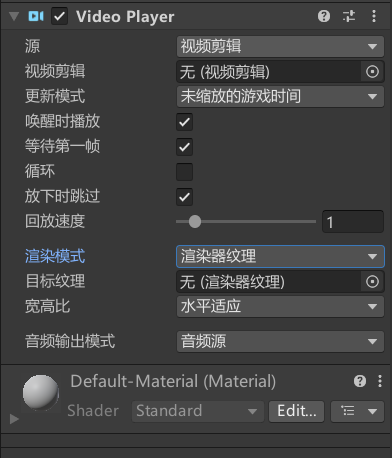 Video Player
源 视频剪辑
视频剪辑 无 (视频剪辑)
更新模式 未缩放的游戏时间
唤醒时播放
等待第一帧
循环
放下时跳过
回放速度 1
渲染模式 渲染器纹理
目标纹理 无 (渲染器纹理)
宽高比 水平适应
音频输出模式 音频源
Default-Material (Material)
Shader Standard Edit...